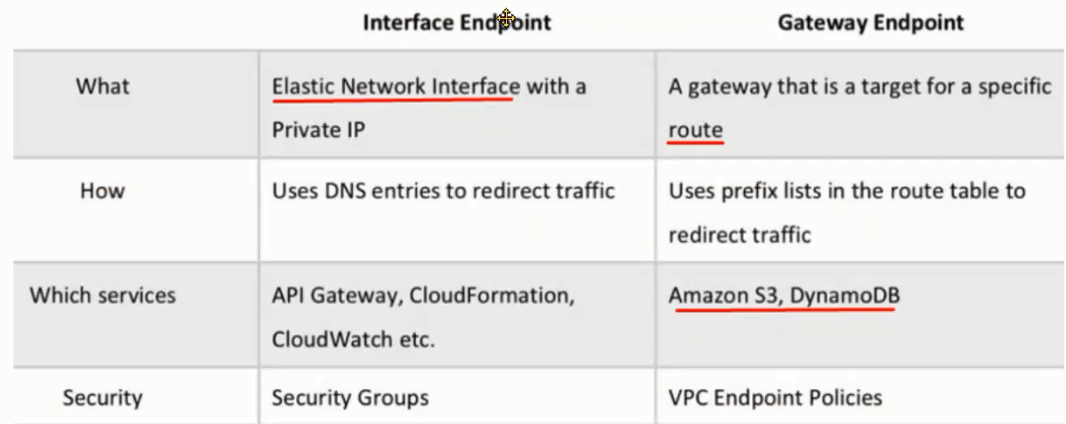 Interface Endpoint Gateway Endpoint
What Elastic Network Interface with a A gateway that is a target for a specific
Private IP route
How Uses DNS entries to redirect traffic Uses prefix lists in the route table to
redirect traffic
Which services API Gateway, CloudFormation, Amazon S3, DynamoDB
CloudWatch etc.
Security Security Groups VPC Endpoint Policies